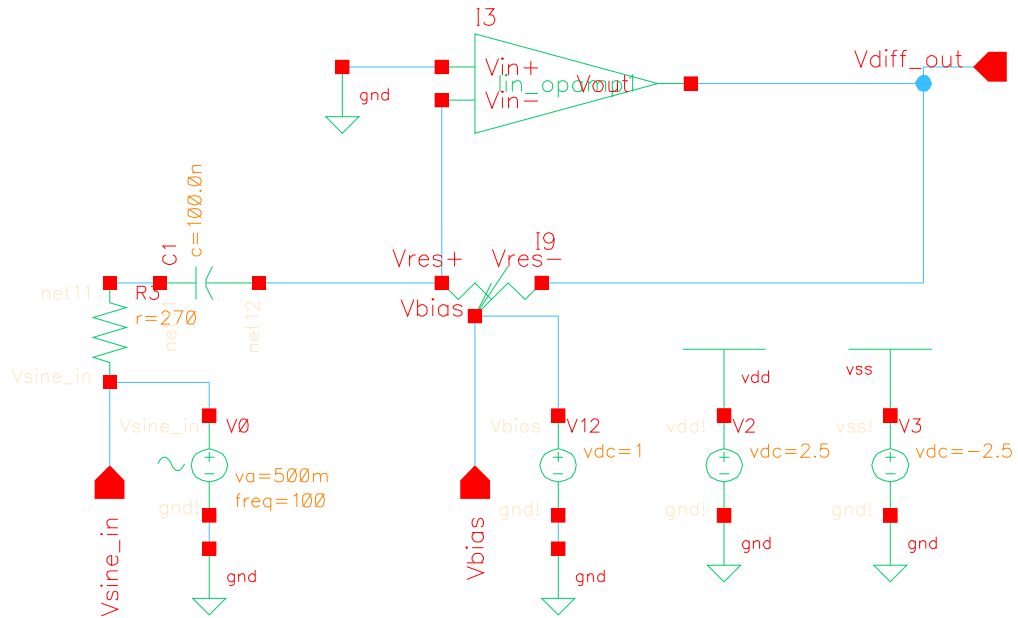 I3
Vin+
lin_opamp1
Vout
Vin-
Vdiff_out
gnd
C1
c=100.0n
I9
Vres+
Vres-
net11
R3
r=270
net11
net12
Vbias
Vsine_in
vdd
vss
Vsine_in
V0
va=500m
freq=100
gnd!
gnd
Vsine_in
Vbias
V12
vdc=1
gnd!
gnd
Vbias
vdd!
V2
vdc=2.5
gnd!
gnd
vss!
V3
vdc=-2.5
gnd!
gnd